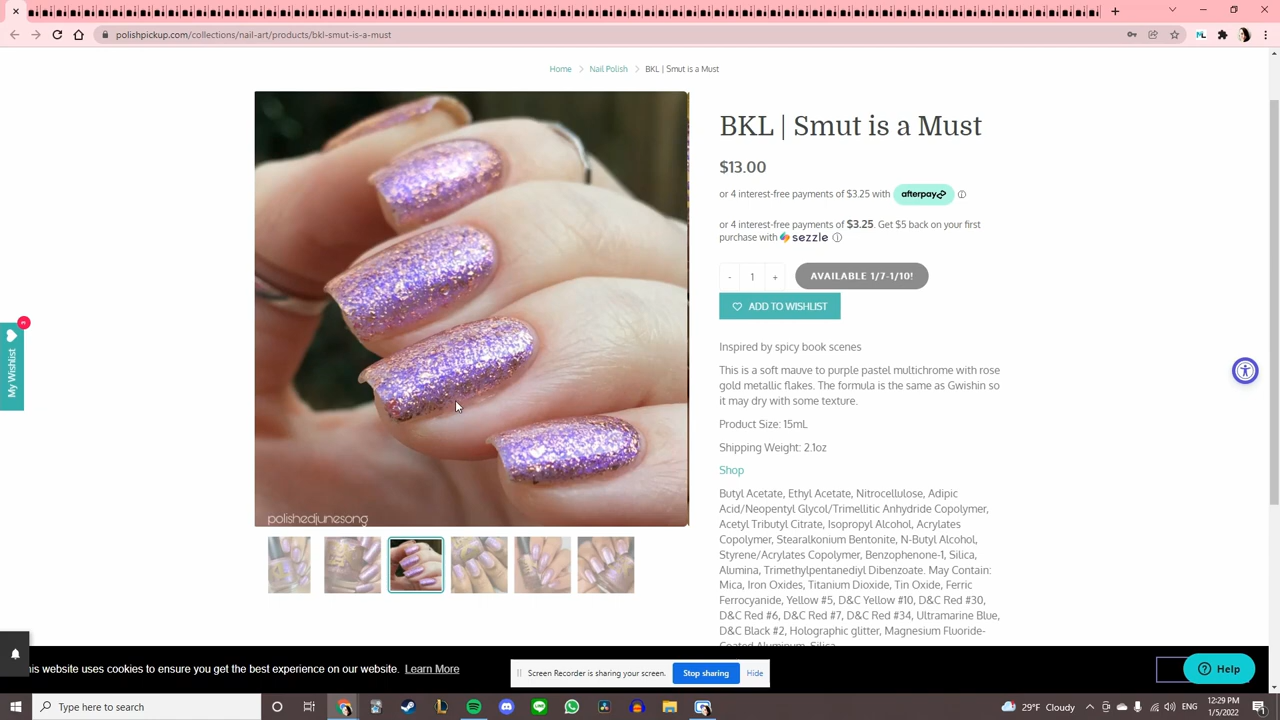 polishpickup.com/collections/nail-art/products/bkl-smut-is-a-must
Home > Nail Polish > BKL | Smut is a Must
BKL | Smut is a Must
$13.00
or 4 interest-free payments of $3.25 with afterpay
or 4 interest-free payments of $3.25. Get $5 back on your first
purchase with sezzle
- 1 + AVAILABLE 1/7-1/10!
ADD TO WISHLIST
My Wishlist
Inspired by spicy book scenes
This is a soft mauve to purple pastel multichrome with rose
gold metallic flakes. The formula is the same as Gwishin so
it may dry with some texture.
Product Size: 15mL
Shipping Weight: 2.1oz
Shop
Butyl Acetate, Ethyl Acetate, Nitrocellulose, Adipic
Acid/Neopentyl Glycol/Trimellitic Anhydride Copolymer,
Acetyl Tributyl Citrate, Isopropyl Alcohol, Acrylates
Copolymer, Stearalkonium Bentonite, N-Butyl Alcohol,
Styrene/Acrylates Copolymer, Benzophenone-1, Silica,
Alumina, Trimethylpentanediyl Dibenzoate. May Contain:
Mica, Iron Oxides, Titanium Dioxide, Tin Oxide, Ferric
Ferrocyanide, Yellow #5, D&C Yellow #10, D&C Red #30,
D&C Red #6, D&C Red #7, D&C Red #34, Ultramarine Blue,
D&C Black #2, Holographic glitter, Magnesium Fluoride-
Coated Aluminum, Silica
polishedjunesong
is website uses cookies to ensure you get the best experience on our website. Learn More
Screen Recorder is sharing your screen. Stop sharing Hide
Help
Type here to search
29°F Cloudy
12:29 PM
1/5/2022